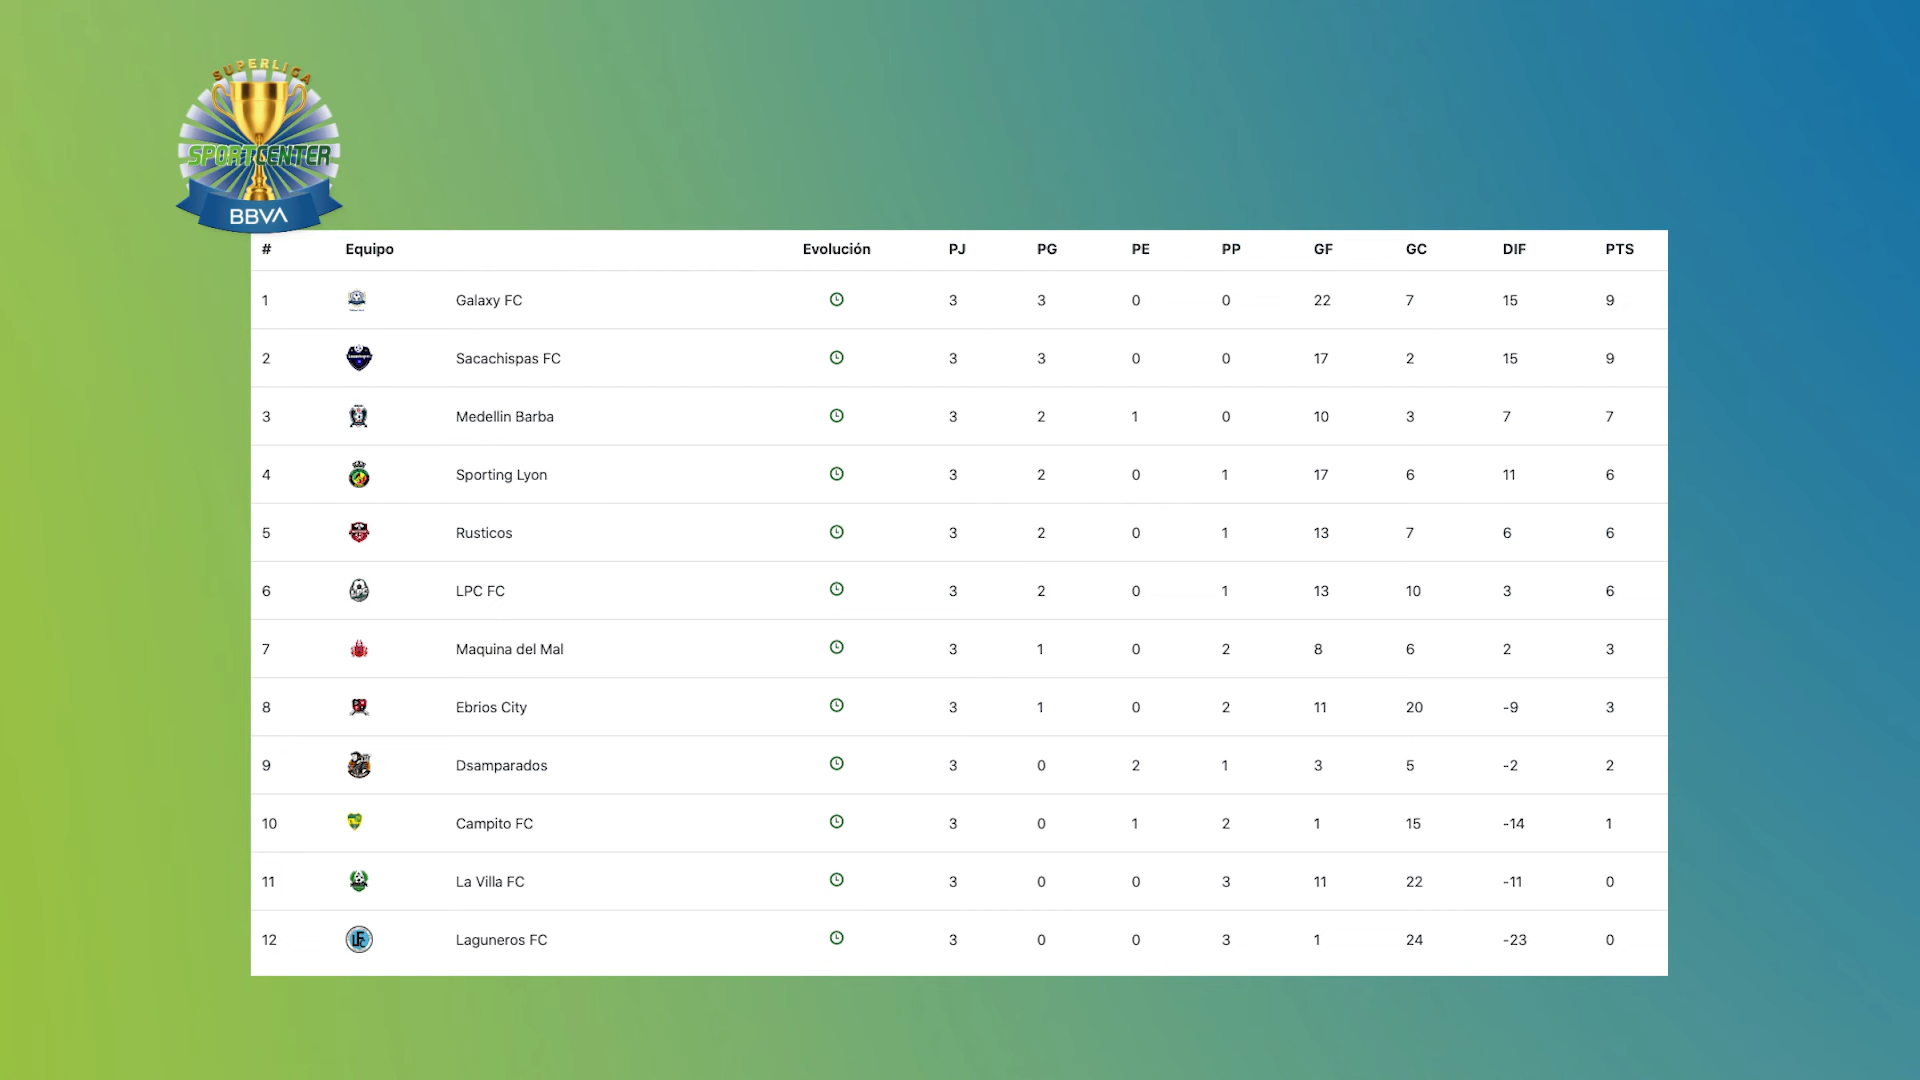 SUPERLIGA
SPORTCENTER
BBVA
# Equipo Evolución PJ PG PE PP GF GC DIF PTS
1 Galaxy FC 3 3 0 0 22 7 15 9
2 Sacachispas FC 3 3 0 0 17 2 15 9
3 Medellin Barba 3 2 1 0 10 3 7 7
4 Sporting Lyon 3 2 0 1 17 6 11 6
5 Rusticos 3 2 0 1 13 7 6 6
6 LPC FC 3 2 0 1 13 10 3 6
7 Maquina del Mal 3 1 0 2 8 6 2 3
8 Ebrios City 3 1 0 2 11 20 -9 3
9 Dsamparados 3 0 2 1 3 5 -2 2
10 Campito FC 3 0 1 2 1 15 -14 1
11 La Villa FC 3 0 0 3 11 22 -11 0
12 Laguneros FC 3 0 0 3 1 24 -23 0